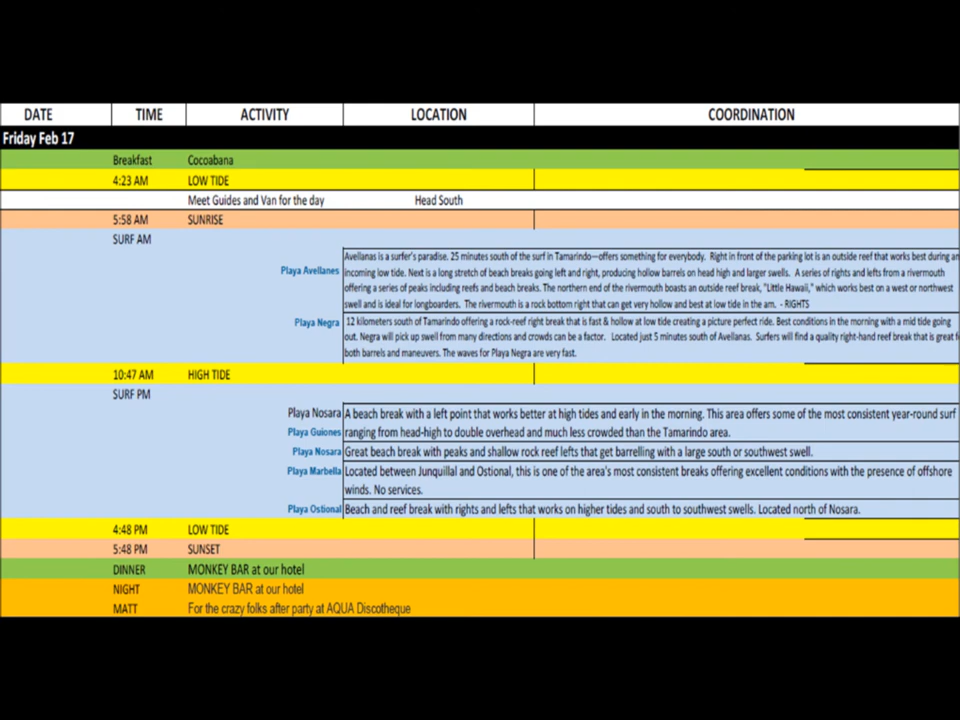 DATE TIME ACTIVITY LOCATION COORDINATION
Friday Feb 17
Breakfast Cocoabana
4:23 AM LOW TIDE
Meet Guides and Van for the day Head South
5:58 AM SUNRISE
SURF AM
Playa Avellanes
Avellanas is a surfer's paradise. 25 minutes south of the surf in Tamarindo—offers something for everybody. Right in front of the parking lot is an outside reef that works best during an
incoming low tide. Next is a long stretch of beach breaks going left and right, producing hollow barrels on head high and larger swells. A series of rights and lefts from a rivermouth
offering a series of peaks including reefs and beach breaks. The northern end of the rivermouth boasts an outside reef break, "Little Hawaii," which works best on a west or northwest
swell and is ideal for longboarders. The rivermouth is a rock bottom right that can get very hollow and best at low tide in the am. - RIGHTS
Playa Negra
12 kilometers south of Tamarindo offering a rock-reef right break that is fast & hollow at low tide creating a picture perfect ride. Best conditions in the morning with a mid tide going
out. Negra will pick up swell from many directions and crowds can be a factor. Located just 5 minutes south of Avellanas. Surfers will find a quality right-hand reef break that is great f
both barrels and maneuvers. The waves for Playa Negra are very fast.
10:47 AM HIGH TIDE
SURF PM
Playa Nosara A beach break with a left point that works better at high tides and early in the morning. This area offers some of the most consistent year-round surf
Playa Guiones ranging from head-high to double overhead and much less crowded than the Tamarindo area.
Playa Nosara Great beach break with peaks and shallow rock reef lefts that get barrelling with a large south or southwest swell.
Playa Marbella Located between Junquillal and Ostional, this is one of the area's most consistent breaks offering excellent conditions with the presence of offshore
winds. No services.
Playa Ostional Beach and reef break with rights and lefts that works on higher tides and south to southwest swells. Located north of Nosara.
4:48 PM LOW TIDE
5:48 PM SUNSET
DINNER MONKEY BAR at our hotel
NIGHT MONKEY BAR at our hotel
MATT For the crazy folks after party at AQUA Discotheque